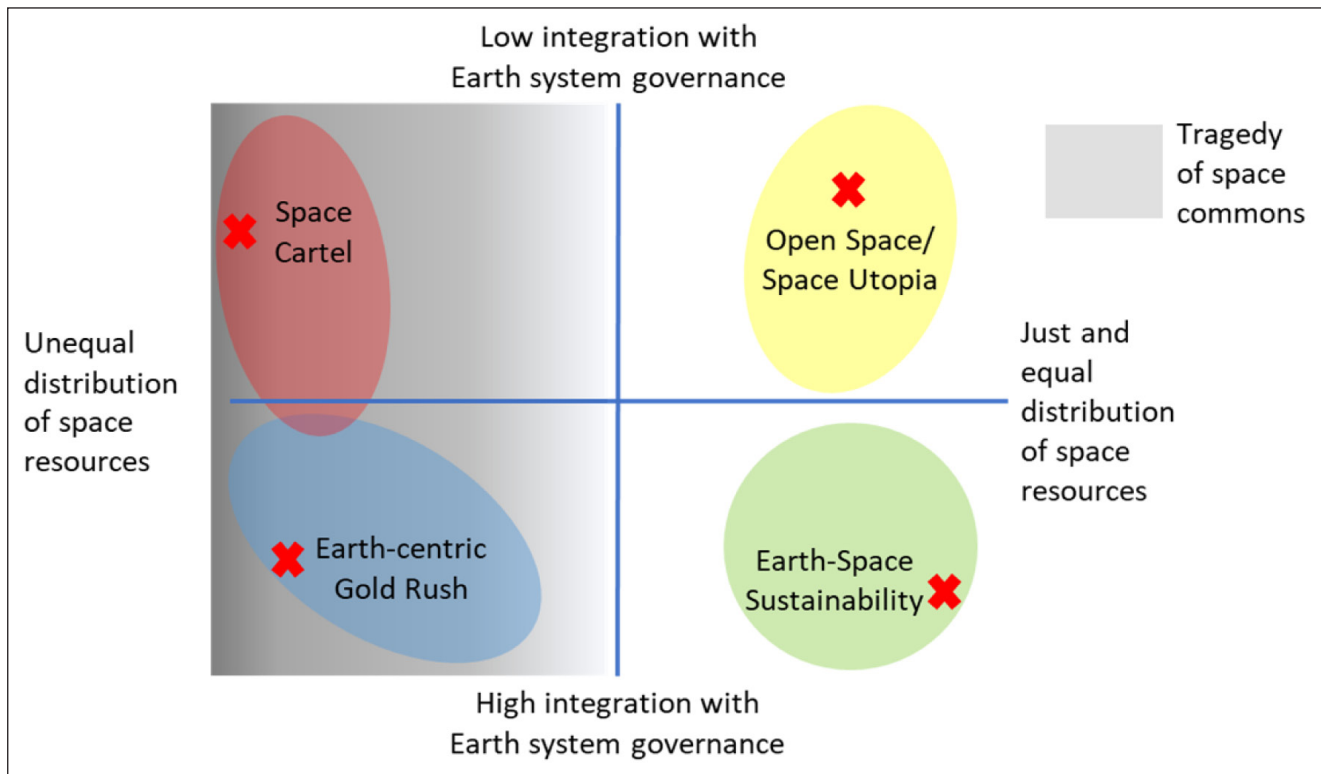 Low integration with
Earth system governance
Tragedy
of space
commons
Space
Cartel
Open Space/
Space Utopia
Unequal
distribution
of space
resources
Just and
equal
distribution
of space
resources
Earth-centric
Gold Rush
Earth-Space
Sustainability
High integration with
Earth system governance